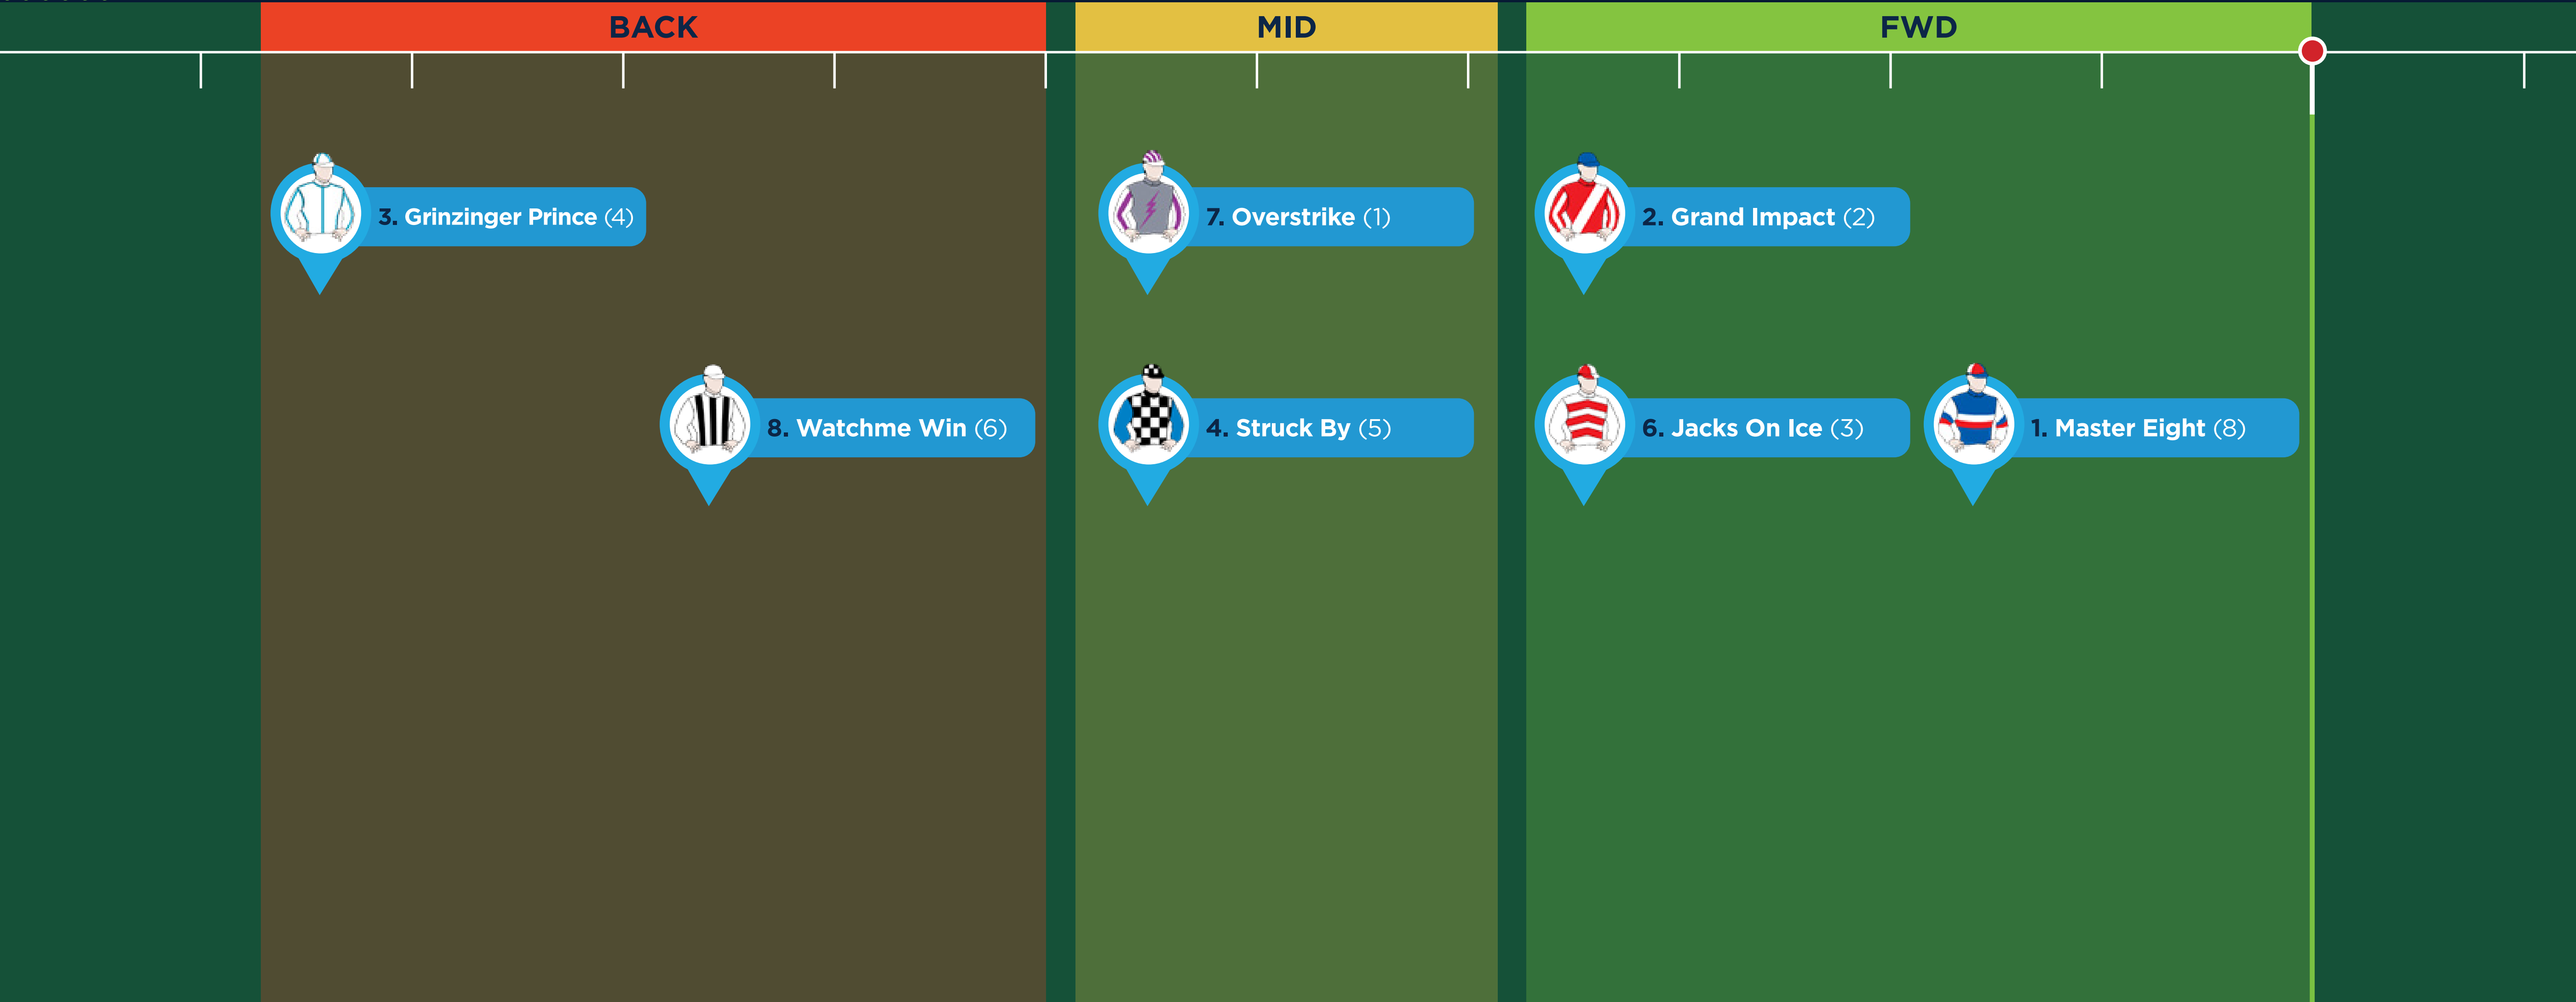 BACK
MID
FWD
3. Grinzinger Prince (4)
7. Overstrike (1)
2. Grand Impact (2)
8. Watchme Win (6)
4. Struck By (5)
6. Jacks On Ice (3)
1. Master Eight (8)